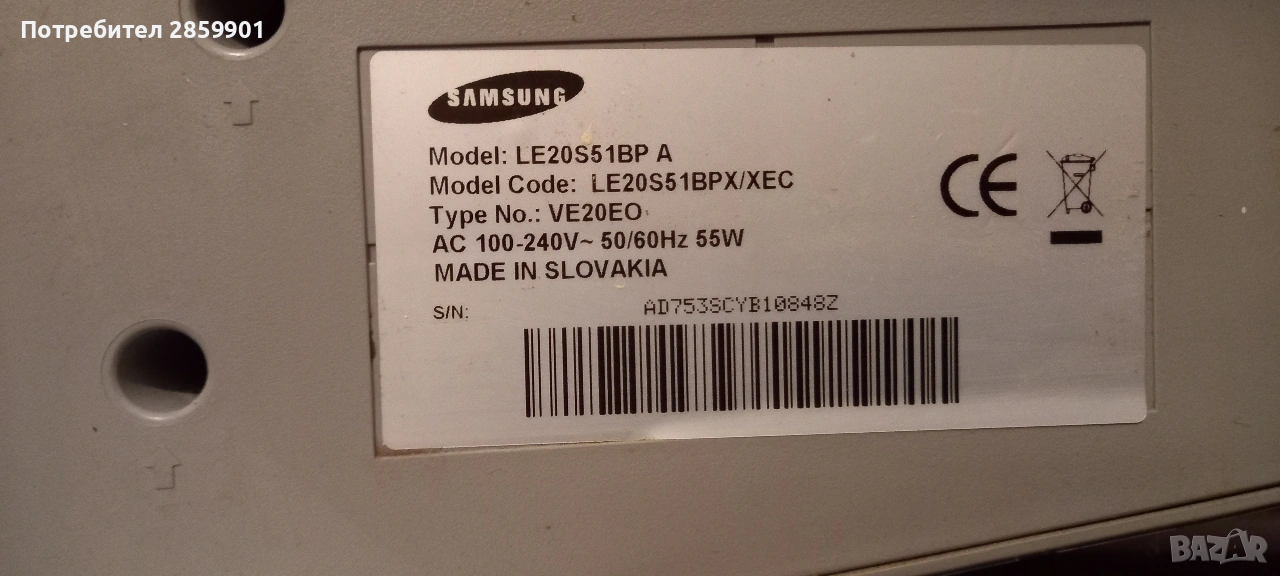 Потребител 2859901
SAMSUNG
Model: LE20S51BP A
Model Code: LE20S51BPX/XEC
Type No.: VE20EO
AC 100-240V~ 50/60Hz 55W
MADE IN SLOVAKIA
S/N: AD753SCYB10848Z
CE
BAZAR